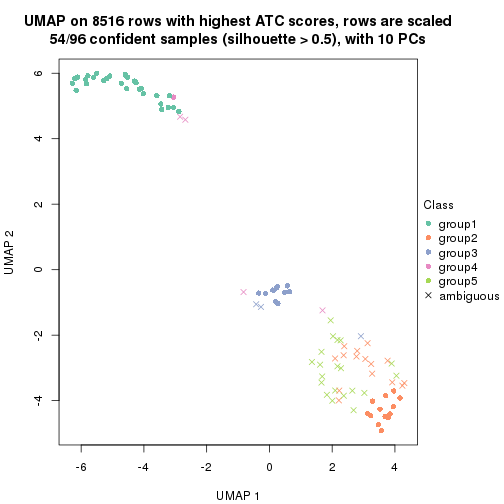 UMAP on 8516 rows with highest ATC scores, rows are scaled
54/96 confident samples (silhouette > 0.5), with 10 PCs
6
4
2
0
-2
-4
UMAP 2
-6
-4
-2
0
2
4
UMAP 1
Class
group1
group2
group3
group4
group5
ambiguous